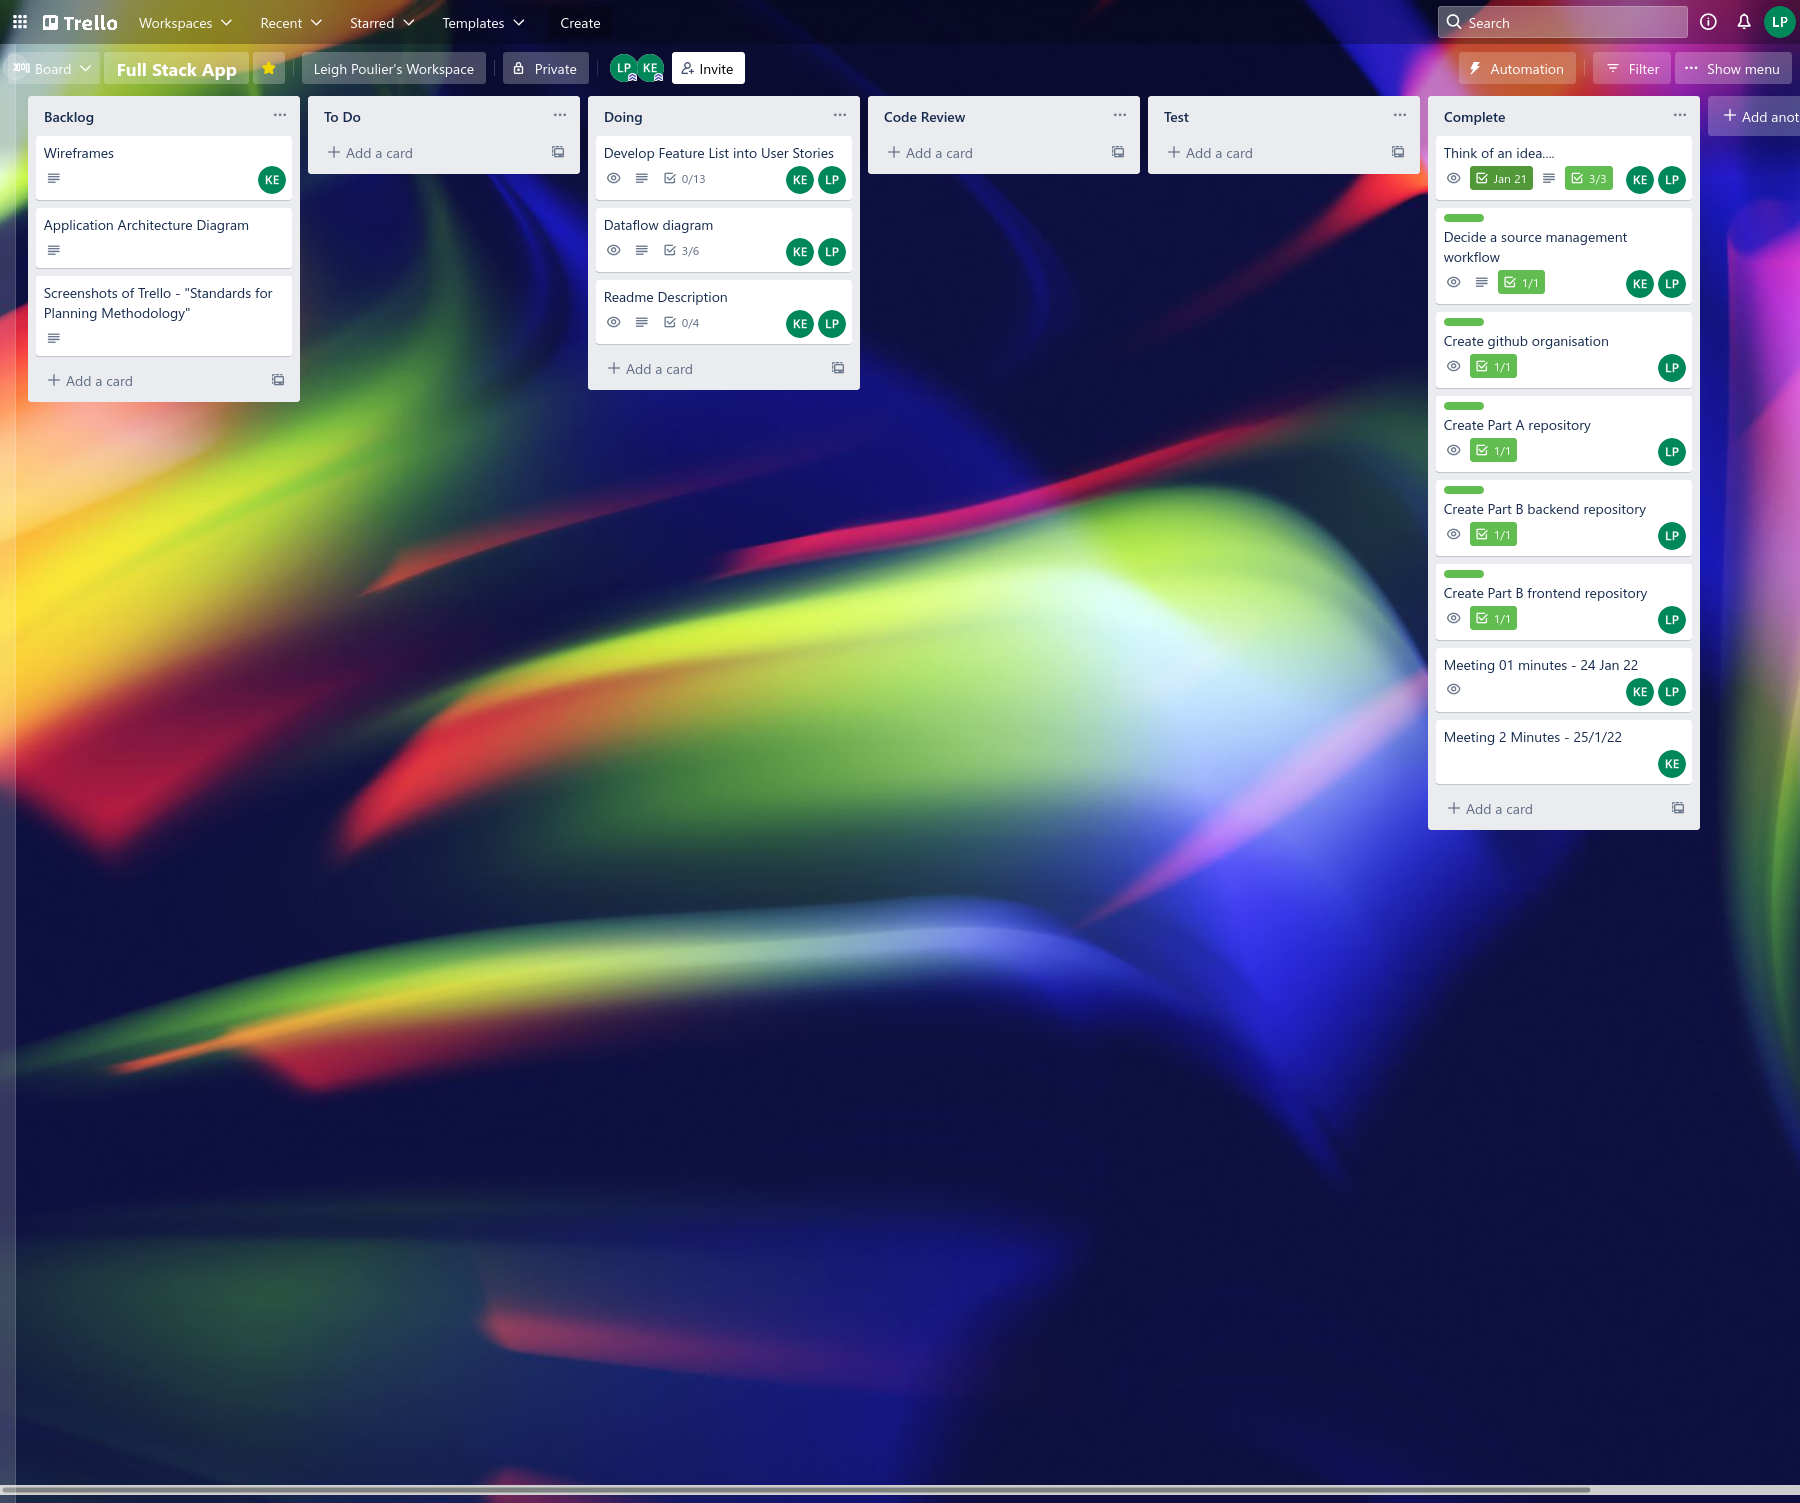 Trello Workspaces Recent Starred Templates Create Search LP
Board Full Stack App Leigh Poulier's Workspace Private LP KE Invite Automation Filter Show menu
Backlog
Wireframes
KE
Application Architecture Diagram
Screenshots of Trello - "Standards for
Planning Methodology"
Add a card
To Do
Add a card
Doing
Develop Feature List into User Stories
0/13 KE LP
Dataflow diagram
3/6 KE LP
Readme Description
0/4 KE LP
Add a card
Code Review
Add a card
Test
Add a card
Complete
Think of an idea....
Jan 21 3/3 KE LP
Decide a source management
workflow
1/1 KE LP
Create github organisation
1/1 LP
Create Part A repository
1/1 LP
Create Part B backend repository
1/1 LP
Create Part B frontend repository
1/1 LP
Meeting 01 minutes - 24 Jan 22
KE LP
Meeting 2 Minutes - 25/1/22
KE
Add a card
Add anot